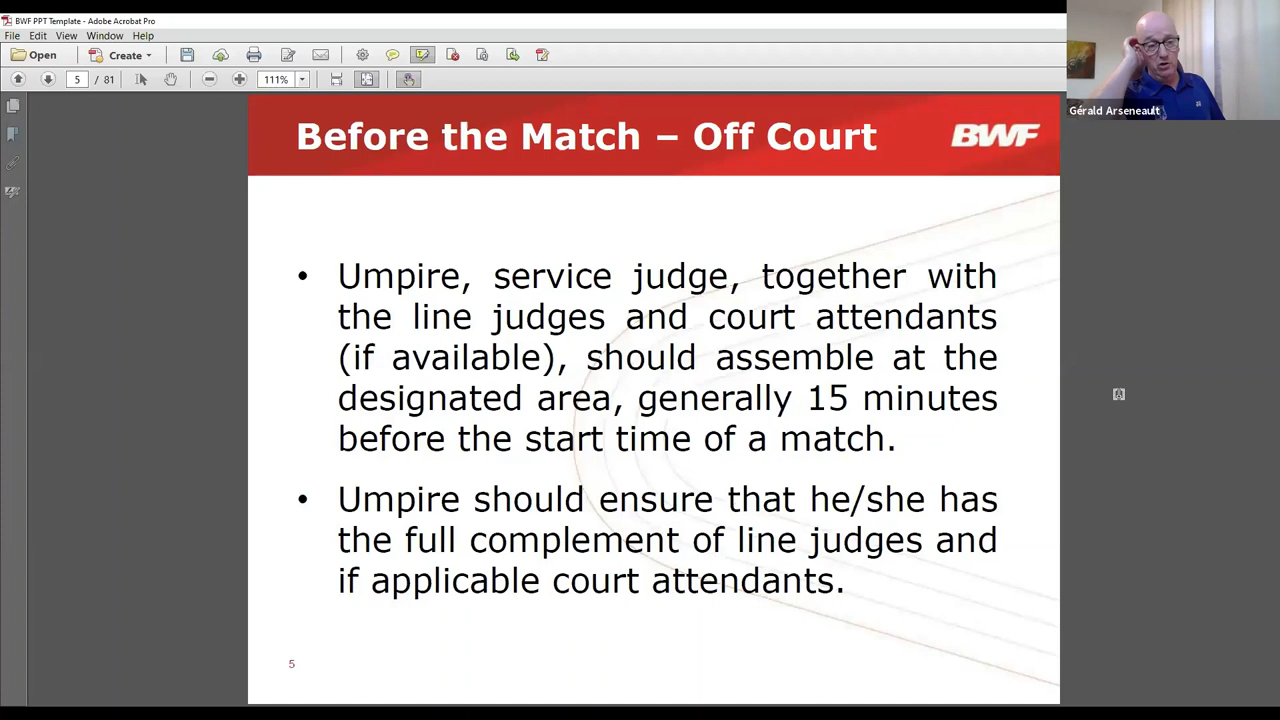 BWF PPT Template - Adobe Acrobat Pro
File Edit View Window Help
Open Create
5 / 81 111%
Gérald Arseneault
Before the Match – Off Court
BWF
• Umpire, service judge, together with
the line judges and court attendants
(if available), should assemble at the
designated area, generally 15 minutes
before the start time of a match.
• Umpire should ensure that he/she has
the full complement of line judges and
if applicable court attendants.
5